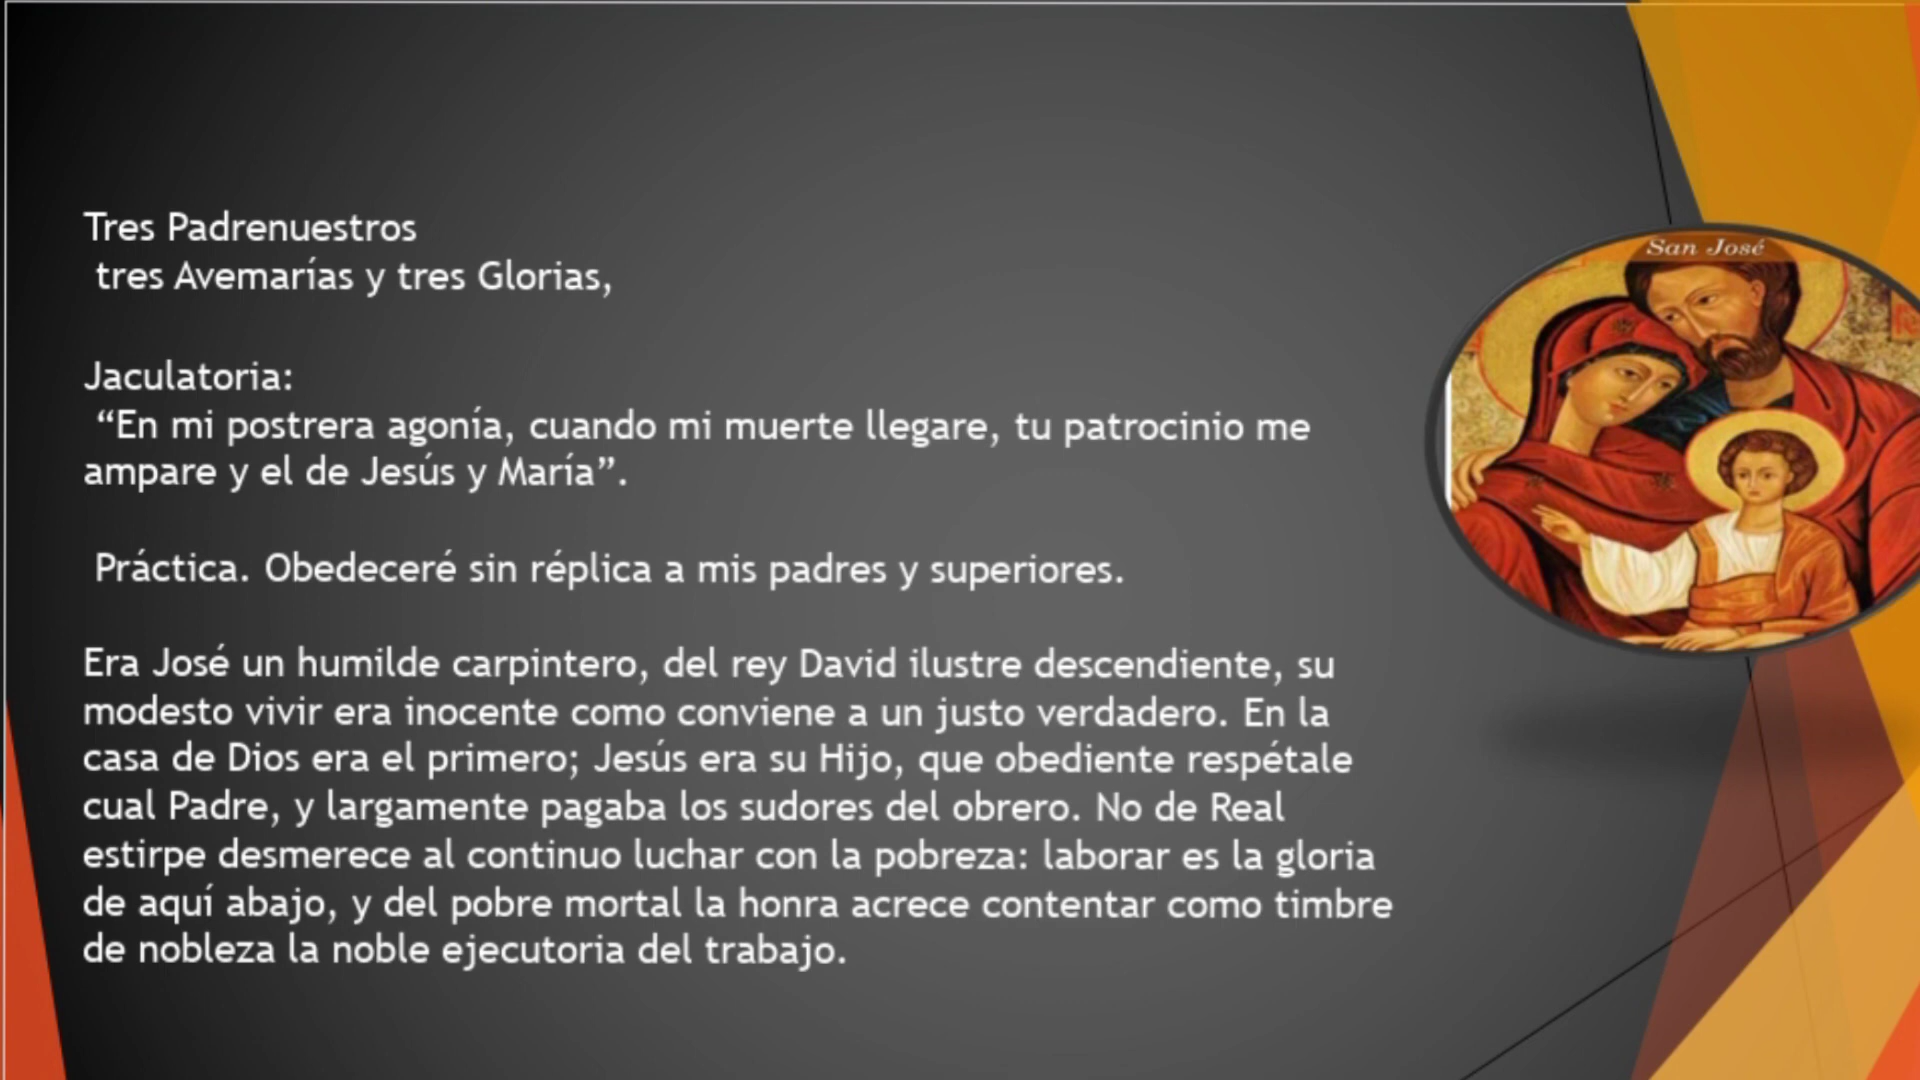 Tres Padrenuestros
tres Avemarías y tres Glorias,
Jaculatoria:
“En mi postrera agonía, cuando mi muerte llegare, tu patrocinio me
ampare y el de Jesús y María”.
Práctica. Obedeceré sin réplica a mis padres y superiores.
Era José un humilde carpintero, del rey David ilustre descendiente, su
modesto vivir era inocente como conviene a un justo verdadero. En la
casa de Dios era el primero; Jesús era su Hijo, que obediente respétale
cual Padre, y largamente pagaba los sudores del obrero. No de Real
estirpe desmerece al continuo luchar con la pobreza: laborar es la gloria
de aquí abajo, y del pobre mortal la honra acrece contentar como timbre
de nobleza la noble ejecutoria del trabajo.
San José